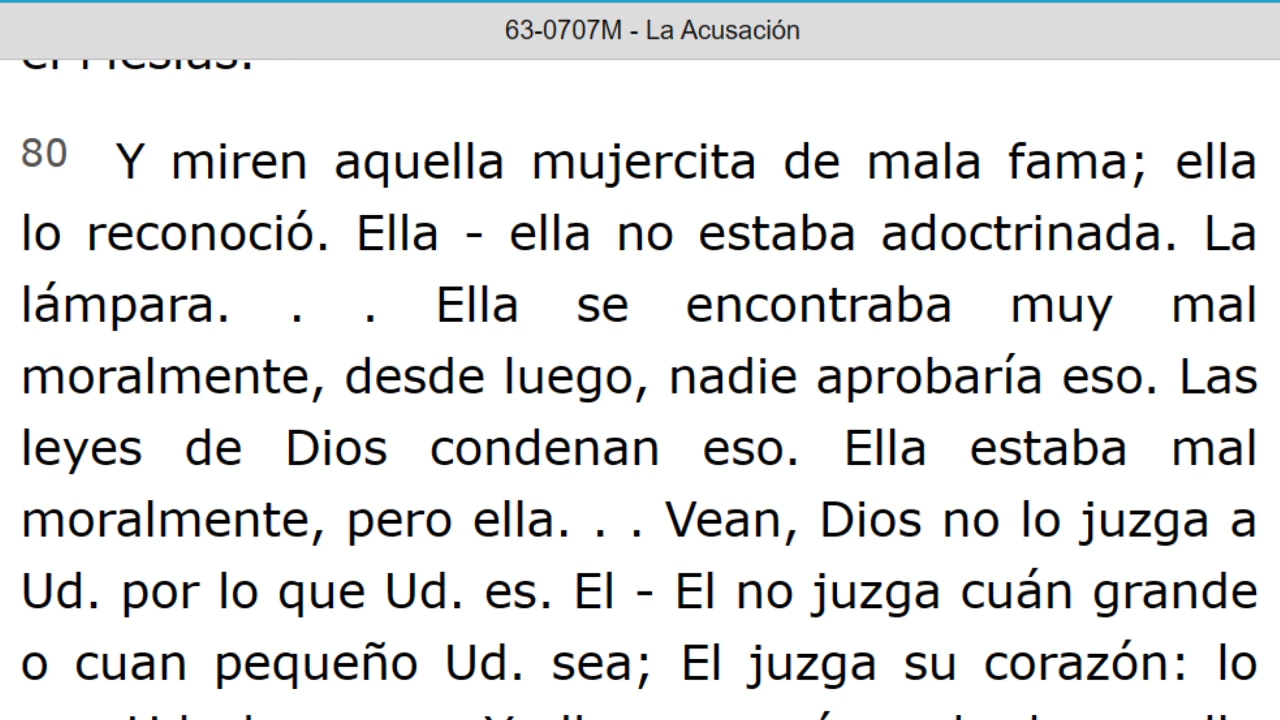 63-0707M - La Acusación
80 Y miren aquella mujercita de mala fama; ella
lo reconoció. Ella - ella no estaba adoctrinada. La
lámpara. . . Ella se encontraba muy mal
moralmente, desde luego, nadie aprobaría eso. Las
leyes de Dios condenan eso. Ella estaba mal
moralmente, pero ella. . . Vean, Dios no lo juzga a
Ud. por lo que Ud. es. El - El no juzga cuán grande
o cuan pequeño Ud. sea; El juzga su corazón: lo